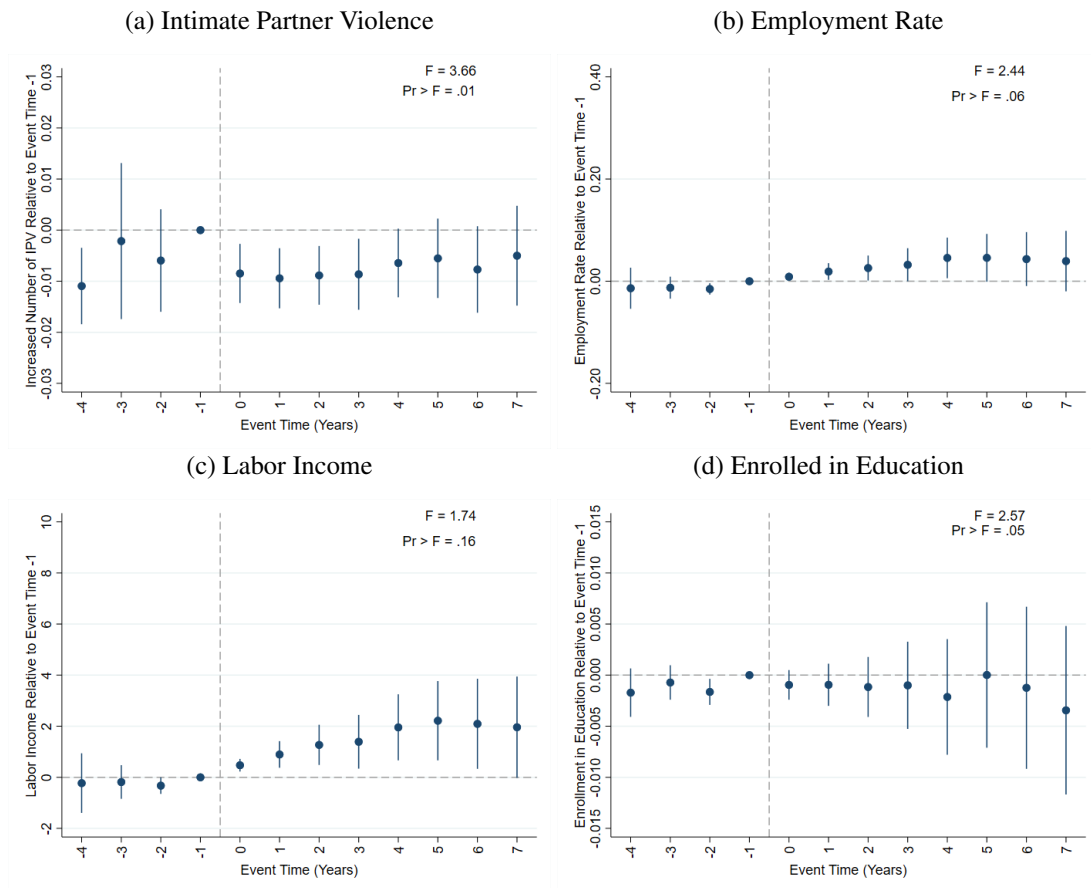 (a) Intimate Partner Violence
Increased Number of IPV Relative to Event Time -1
0.03
0.02
0.01
0.00
-0.01
-0.02
-0.03
F = 3.66
Pr > F = .01
-4 -3 -2 -1 0 1 2 3 4 5 6 7
Event Time (Years)
(b) Employment Rate
Employment Rate Relative to Event Time -1
0.40
0.20
0.00
-0.20
F = 2.44
Pr > F = .06
-4 -3 -2 -1 0 1 2 3 4 5 6 7
Event Time (Years)
(c) Labor Income
Labor Income Relative to Event Time -1
10
8
6
4
2
0
-2
F = 1.74
Pr > F = .16
-4 -3 -2 -1 0 1 2 3 4 5 6 7
Event Time (Years)
(d) Enrolled in Education
Enrollment in Education Relative to Event Time -1
0.015
0.010
0.005
0.000
-0.005
-0.010
-0.015
F = 2.57
Pr > F = .05
-4 -3 -2 -1 0 1 2 3 4 5 6 7
Event Time (Years)